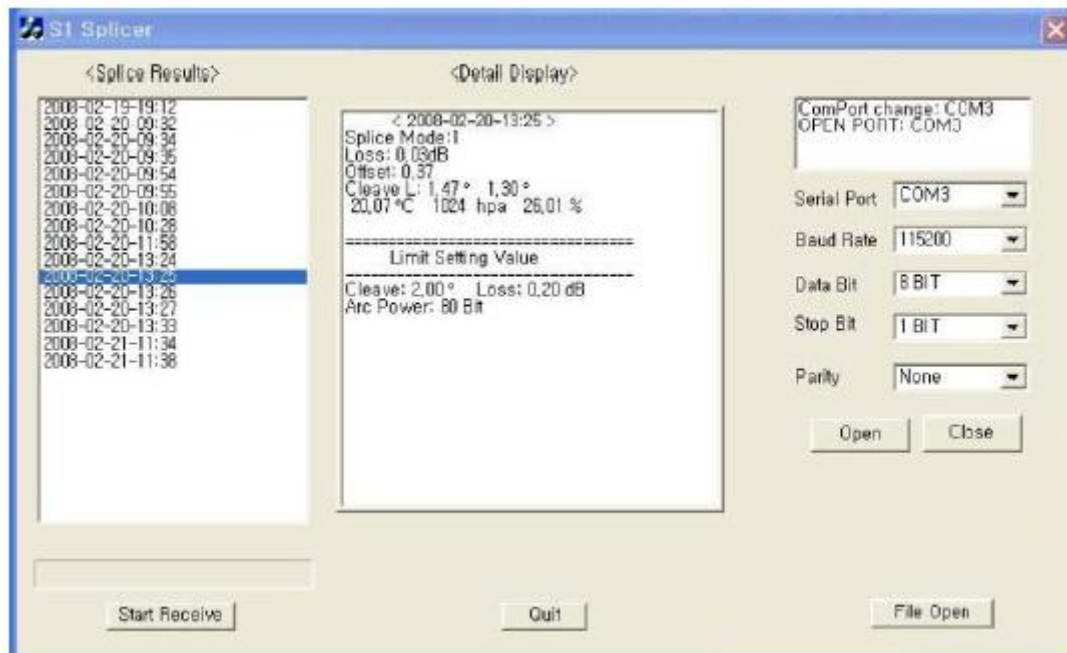 S1 Splicer
<Splice Results>
2008-02-19-19:12
2008-02-20-09:32
2008-02-20-09:34
2008-02-20-09:35
2008-02-20-09:54
2008-02-20-09:55
2008-02-20-10:08
2008-02-20-10:28
2008-02-20-11:58
2008-02-20-13:24
2008-02-20-13:25
2008-02-20-13:26
2008-02-20-13:27
2008-02-20-13:33
2008-02-21-11:34
2008-02-21-11:38
Start Receive
<Detail Display>
< 2008-02-20-13:25 >
Splice Mode:1
Loss: 0,03dB
Offset: 0,37
Cleave L: 1,47° 1,30°
20,07 °C 1024 hpa 26,01 %
==================================
Limit Setting Value
----------------------------------
Cleave: 2,00° Loss: 0,20 dB
Arc Power: 80 Bit
Quit
ComPort change: COM3
OPEN PORT: COM3
Serial Port COM3
Baud Rate 115200
Data Bit 8 BIT
Stop Bit 1 BIT
Parity None
Open Close
File Open